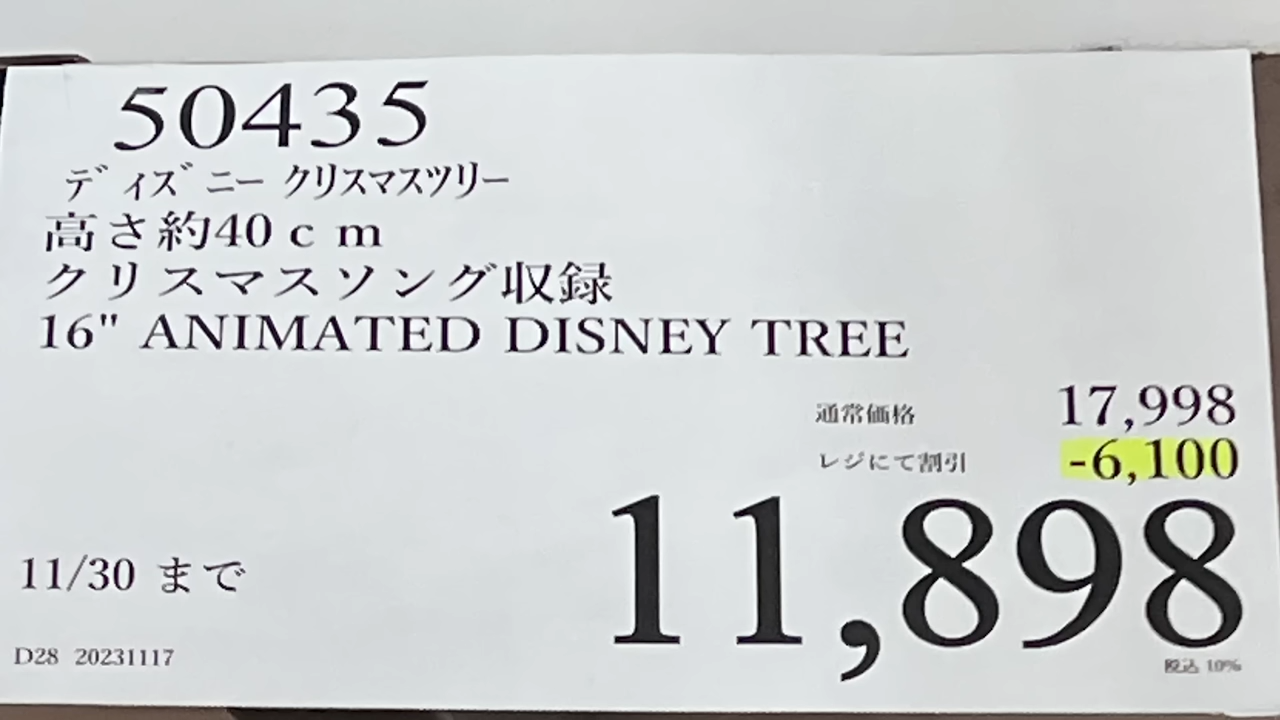 50435
ディズニー クリスマスツリー
高さ約40ｃｍ
クリスマスソング収録
16" ANIMATED DISNEY TREE
通常価格 17,998
レジにて割引 -6,100
11,898
11/30 まで
D28 20231117
税込 10%